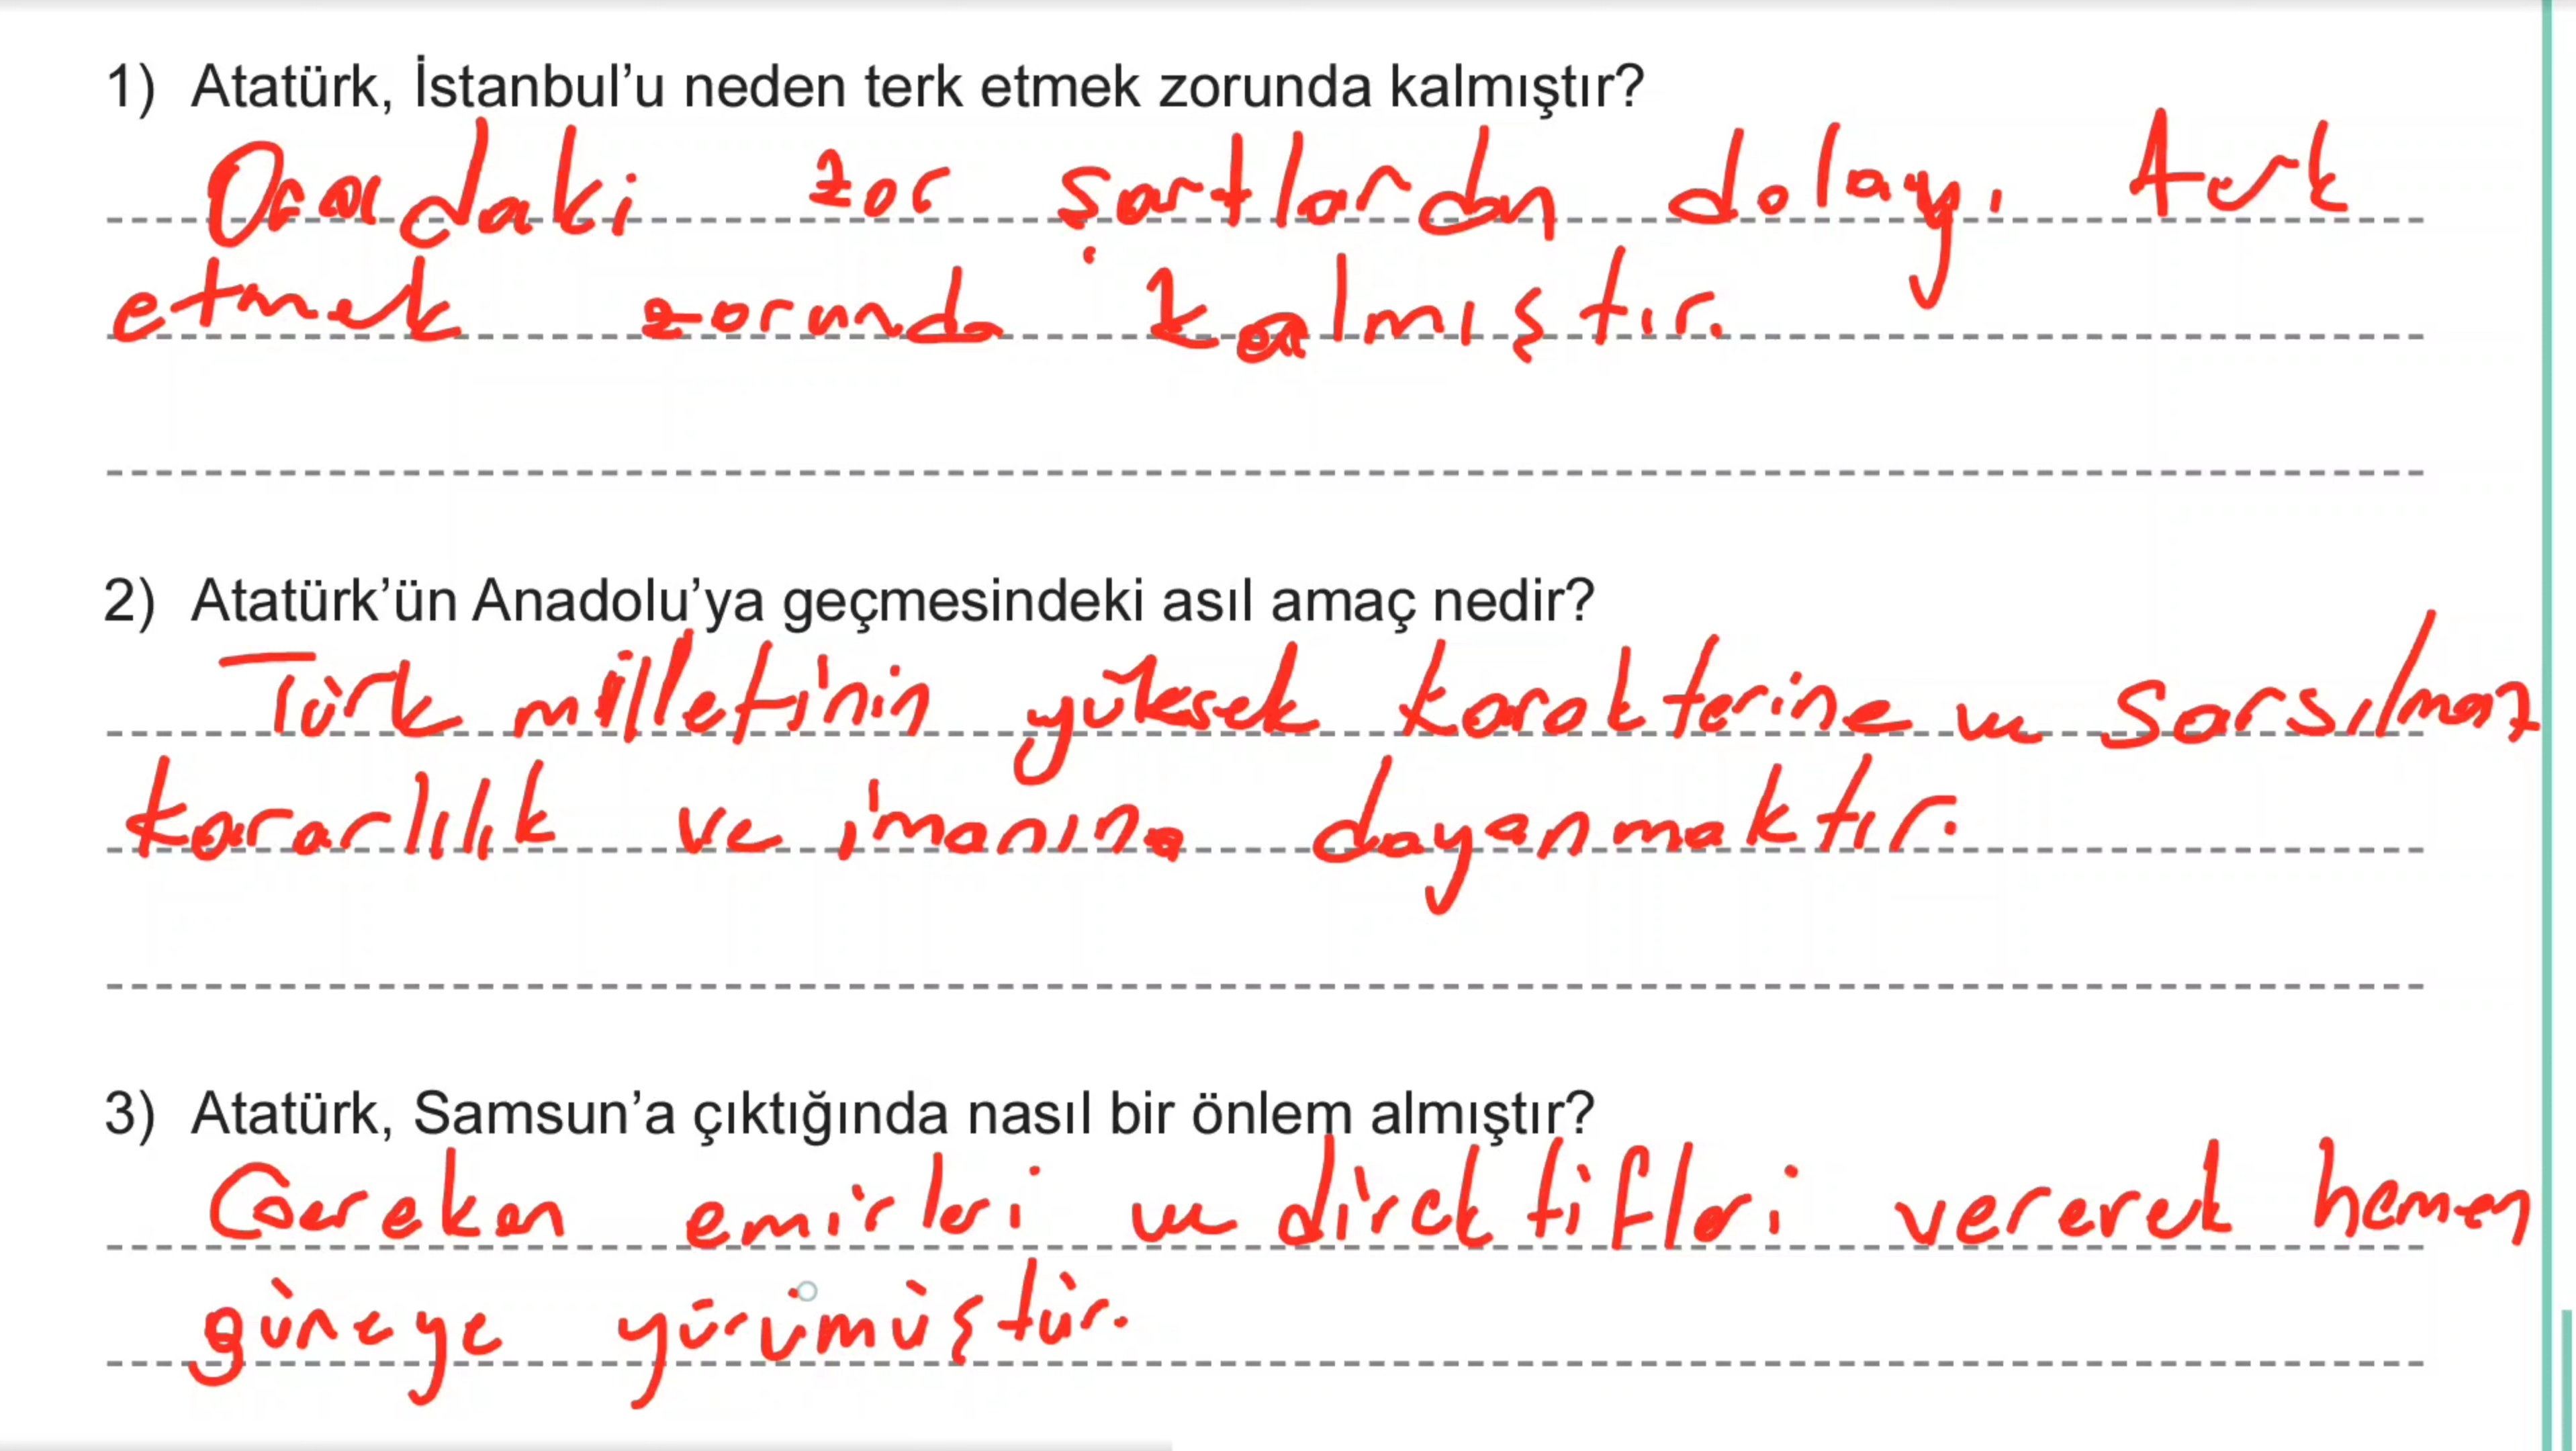 1) Atatürk, İstanbul’u neden terk etmek zorunda kalmıştır?
Oradaki zor şartlardan dolayı terk
etmek zorunda kalmıştır.
2) Atatürk’ün Anadolu’ya geçmesindeki asıl amaç nedir?
Türk milletinin yüksek karakterine ve sarsılmaz
kararlılık ve imanına dayanmaktır.
3) Atatürk, Samsun’a çıktığında nasıl bir önlem almıştır?
Gereken emirleri ve direktifleri vererek hemen
güneye yürümüştür.